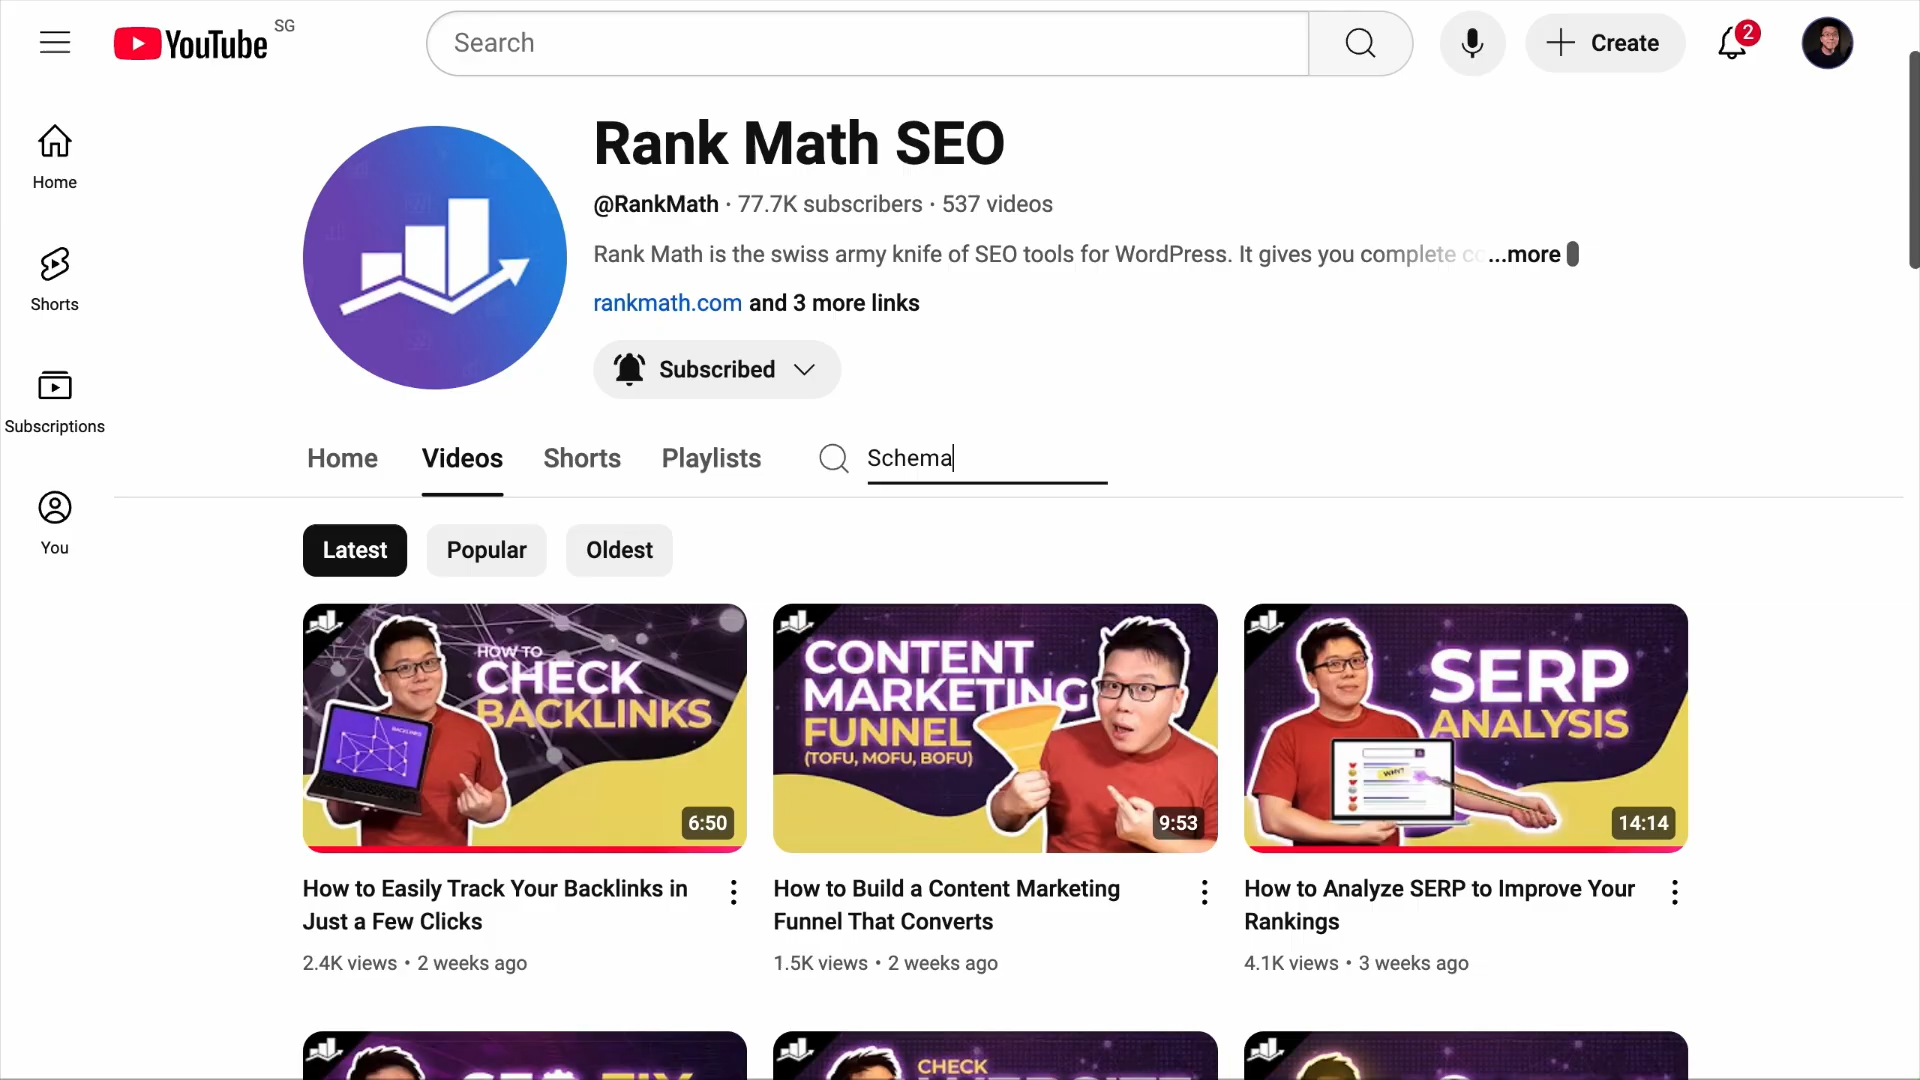 YouTube SG
Search
Create
2
Home
Shorts
Subscriptions
You
Rank Math SEO
@RankMath · 77.7K subscribers · 537 videos
Rank Math is the swiss army knife of SEO tools for WordPress. It gives you complete co ...more
rankmath.com and 3 more links
Subscribed
Home Videos Shorts Playlists Schema
Latest Popular Oldest
HOW TO
CHECK
BACKLINKS
BACKLINKS
6:50
CONTENT
MARKETING
FUNNEL
(TOFU, MOFU, BOFU)
9:53
SERP
ANALYSIS
WHY?
14:14
How to Easily Track Your Backlinks in
Just a Few Clicks
2.4K views • 2 weeks ago
How to Build a Content Marketing
Funnel That Converts
1.5K views • 2 weeks ago
How to Analyze SERP to Improve Your
Rankings
4.1K views • 3 weeks ago
CHECK